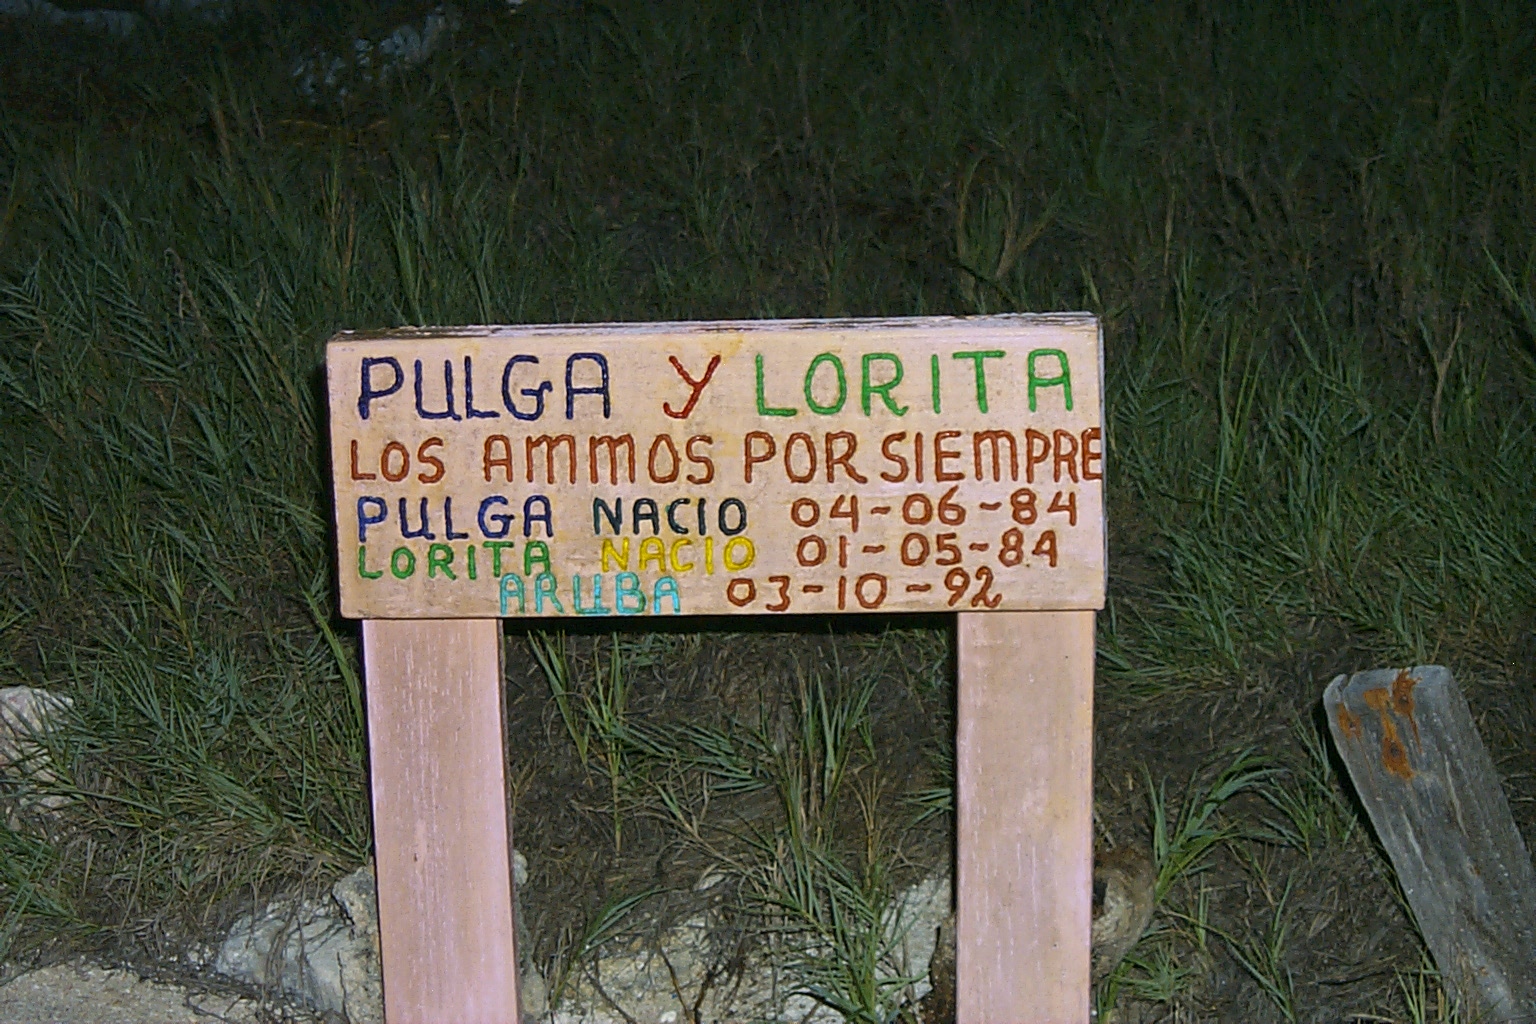 PULGA Y LORITA
LOS AMMOS POR SIEMPRE
PULGA NACIO 04-06-84
LORITA NACIO 01-05-84
ARUBA 03-10-92